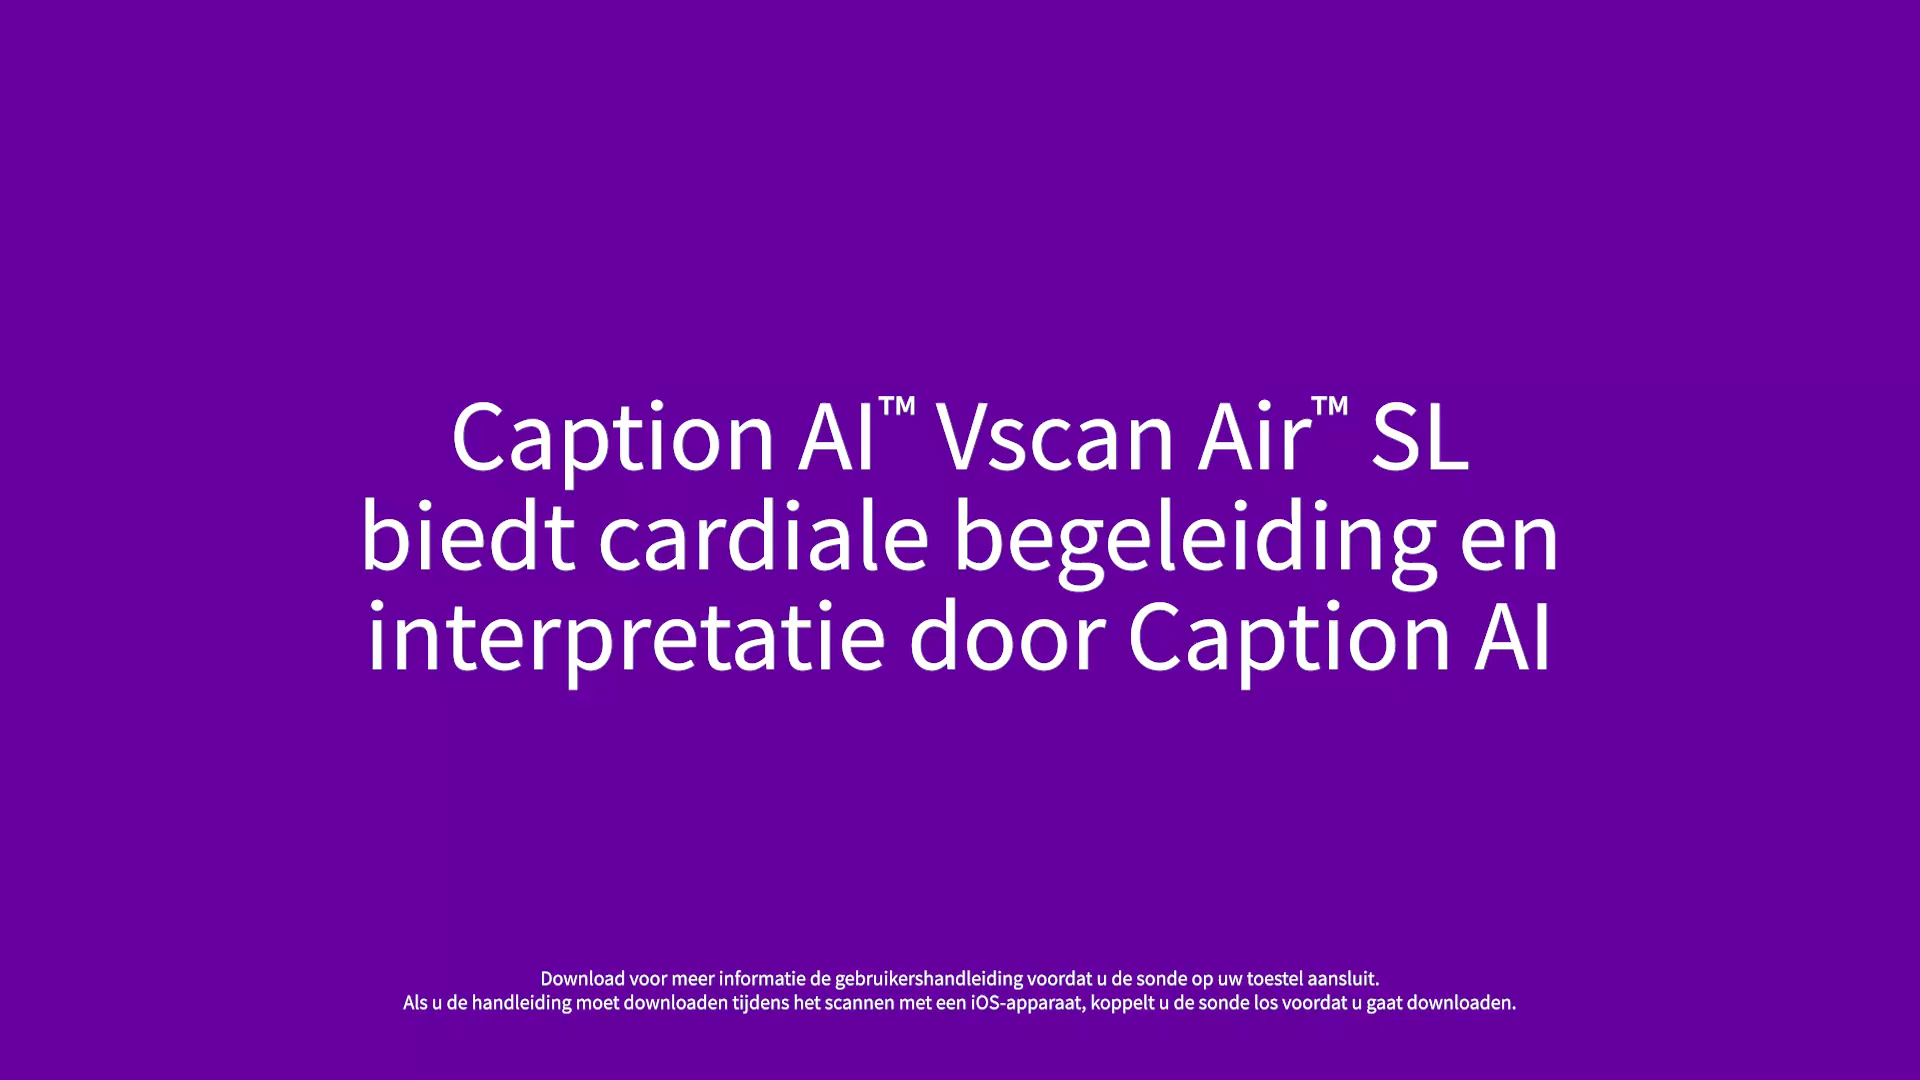 Caption AI™ Vscan Air™ SL
biedt cardiale begeleiding en
interpretatie door Caption AI
Download voor meer informatie de gebruikershandleiding voordat u de sonde op uw toestel aansluit.
Als u de handleiding moet downloaden tijdens het scannen met een iOS-apparaat, koppelt u de sonde los voordat u gaat downloaden.